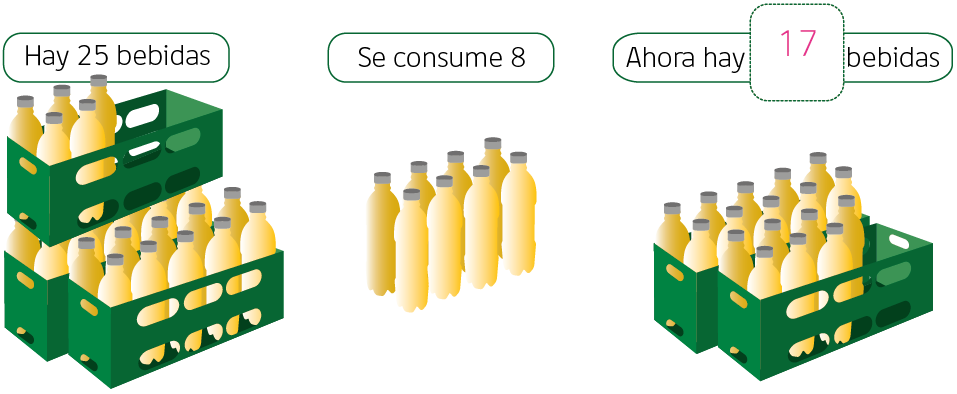 Hay 25 bebidas
Se consume 8
Ahora hay 17 bebidas